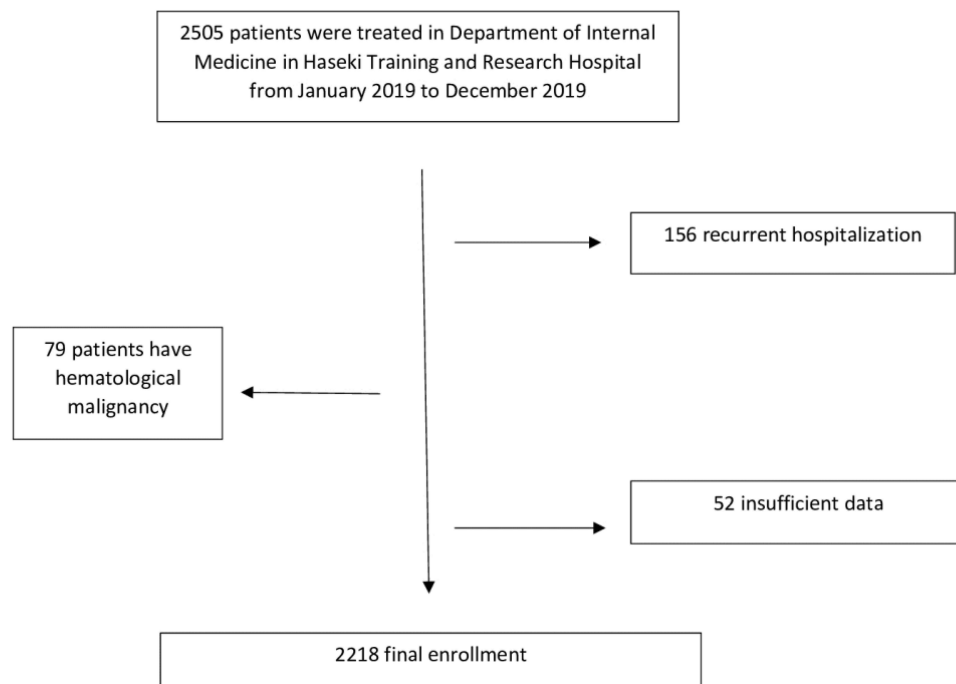 2505 patients were treated in Department of Internal
Medicine in Haseki Training and Research Hospital
from January 2019 to December 2019
156 recurrent hospitalization
79 patients have
hematological
malignancy
52 insufficient data
2218 final enrollment